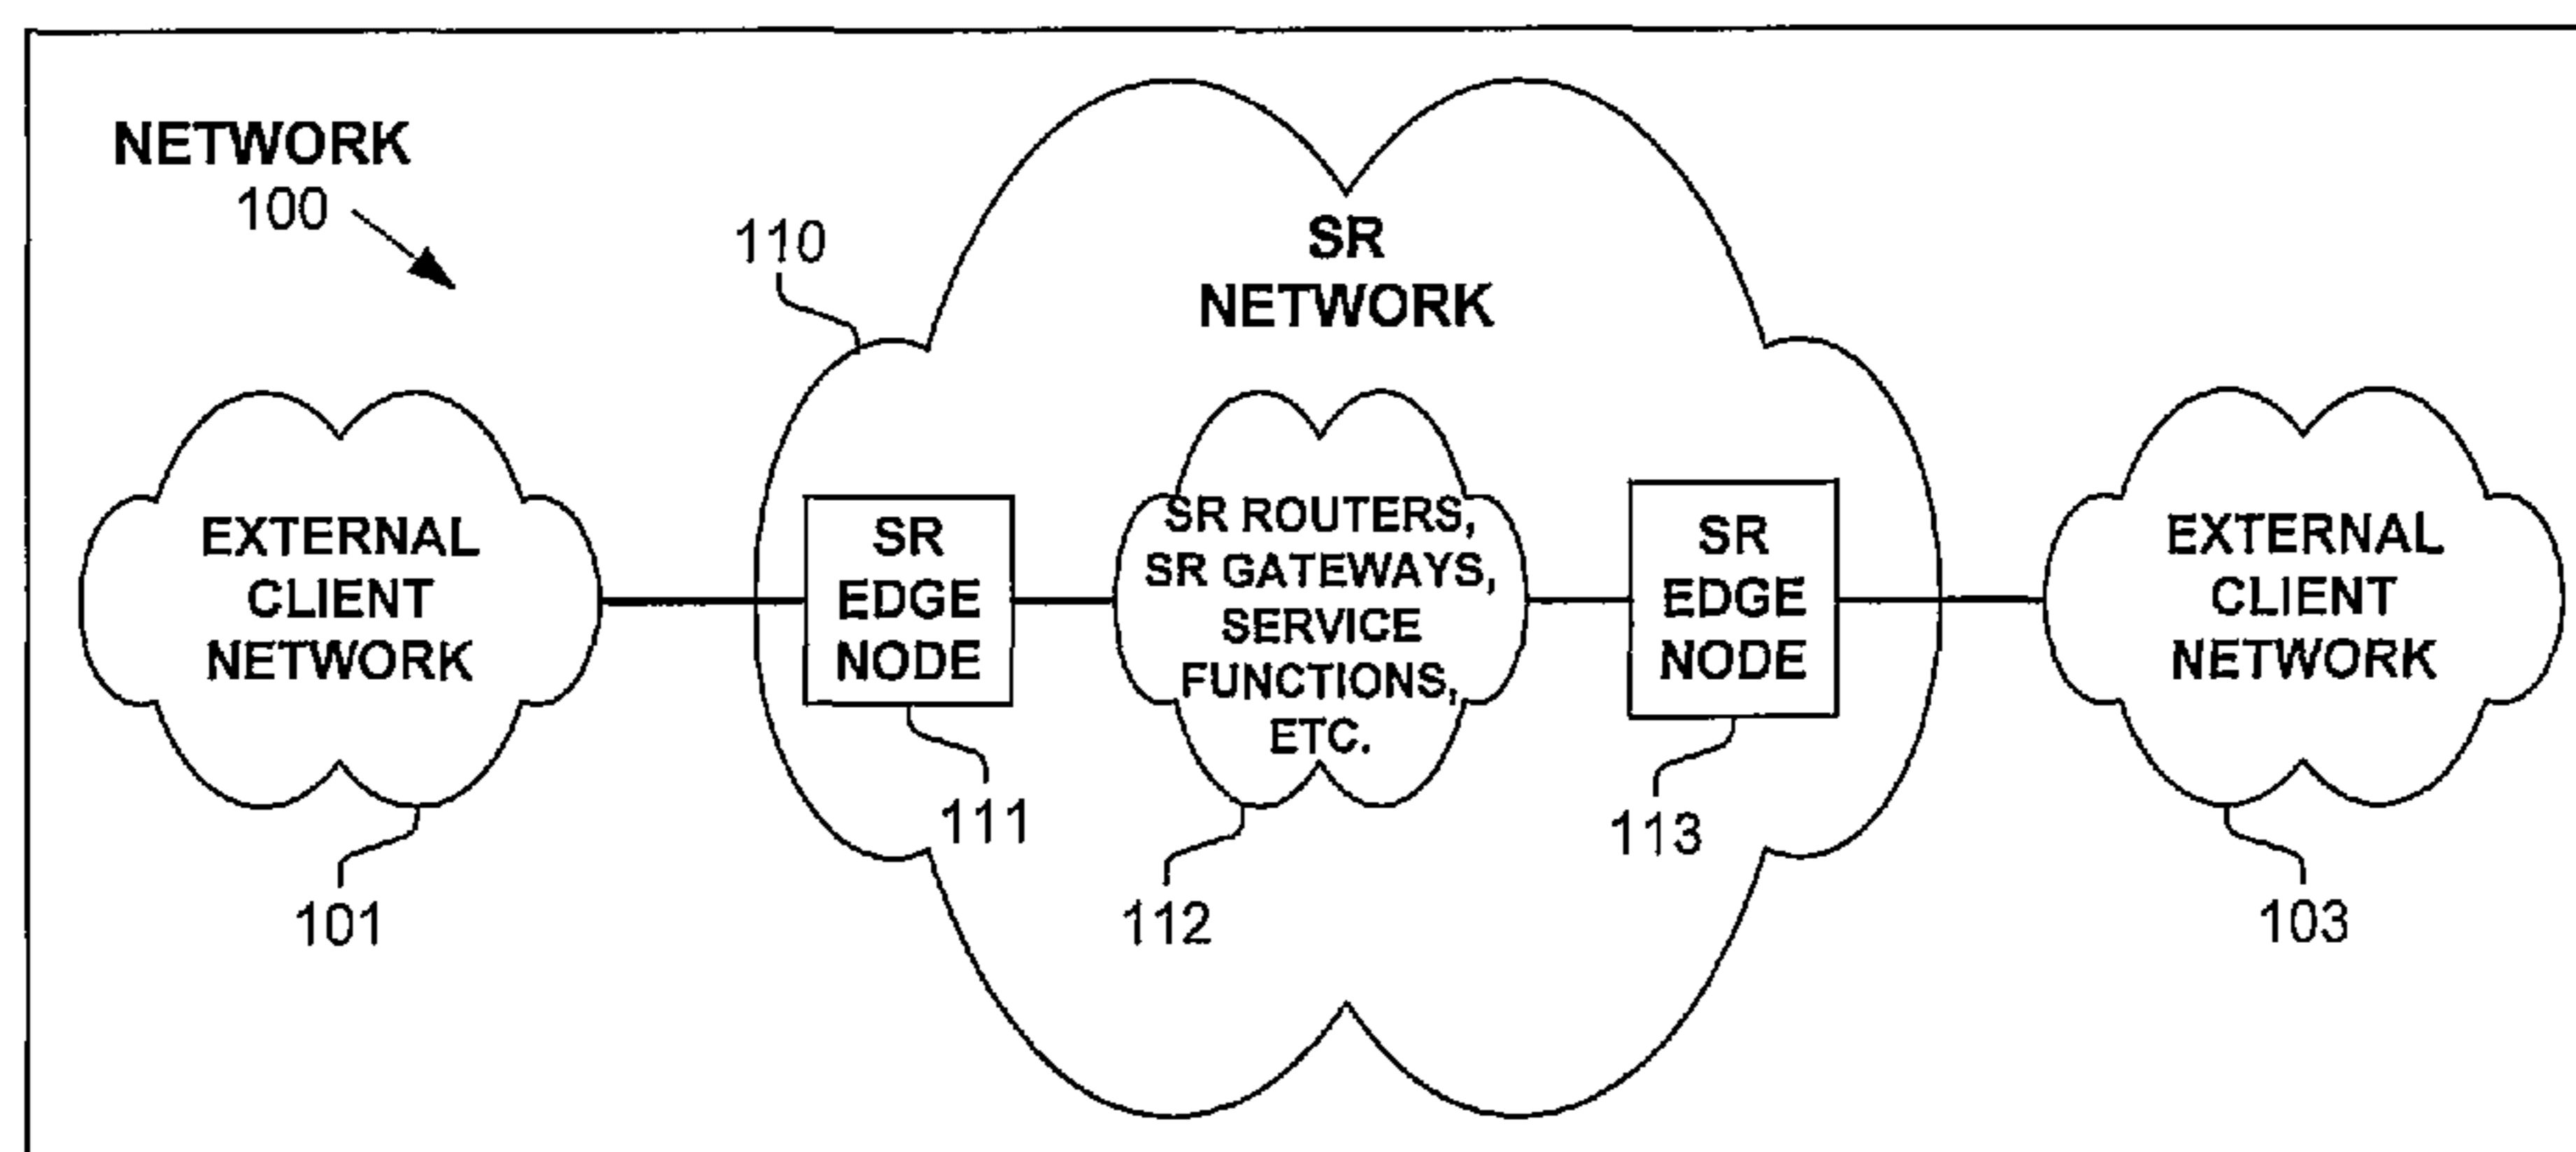 NETWORK
100
110
SR
NETWORK
EXTERNAL
CLIENT
NETWORK
101
SR
EDGE
NODE
111
SR ROUTERS,
SR GATEWAYS,
SERVICE
FUNCTIONS,
ETC.
112
SR
EDGE
NODE
113
EXTERNAL
CLIENT
NETWORK
103